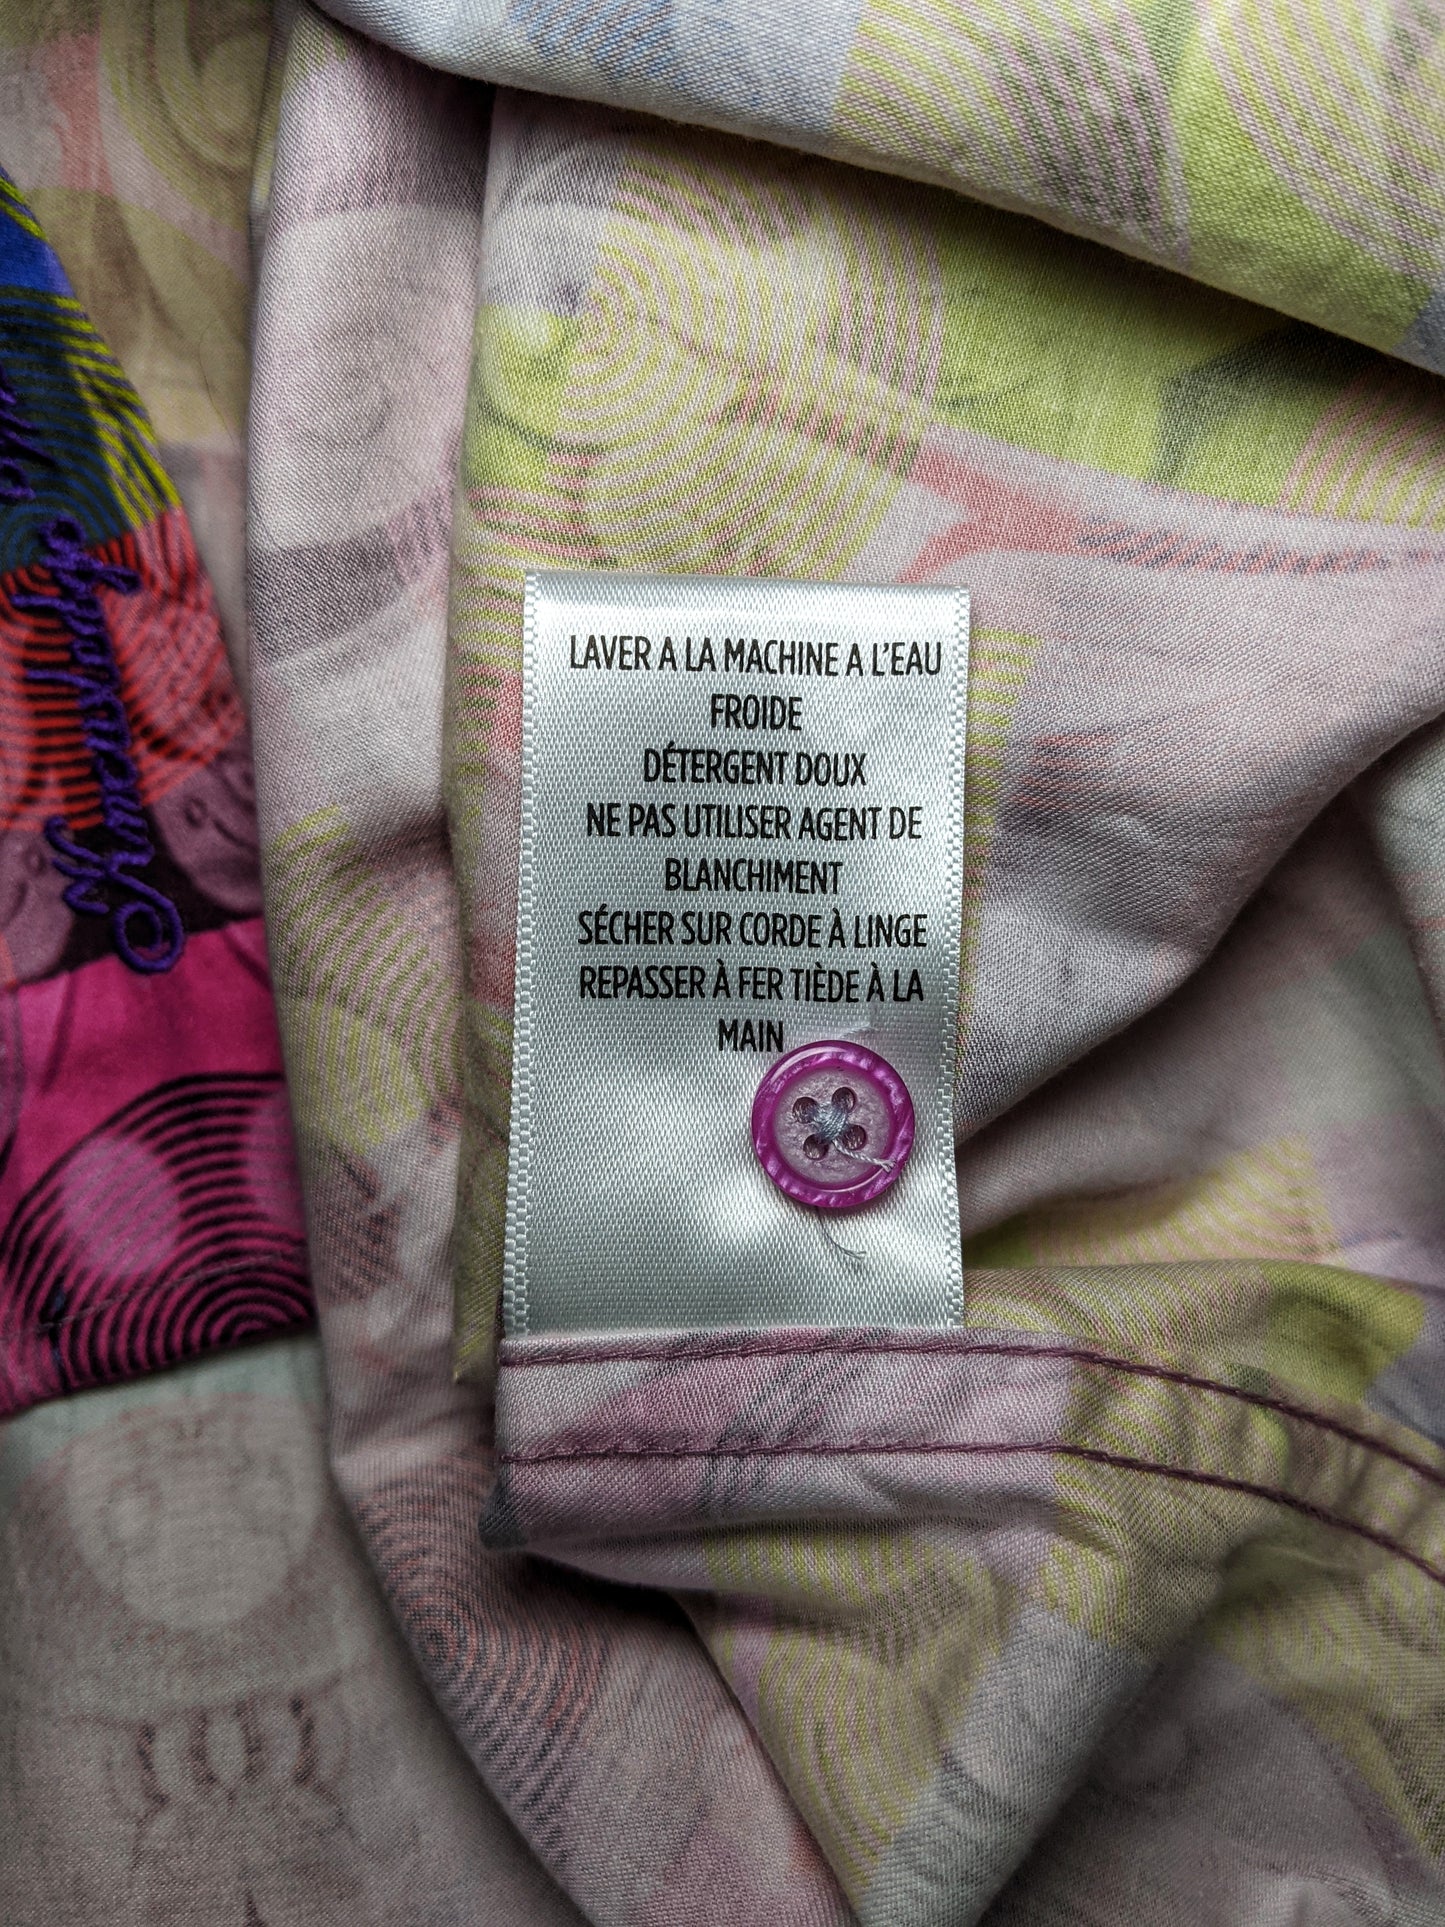 LAVER A LA MACHINE A L'EAU
FROIDE
DÉTERGENT DOUX
NE PAS UTILISER AGENT DE
BLANCHIMENT
SÉCHER SUR CORDE À LINGE
REPASSER À FER TIÈDE À LA
MAIN